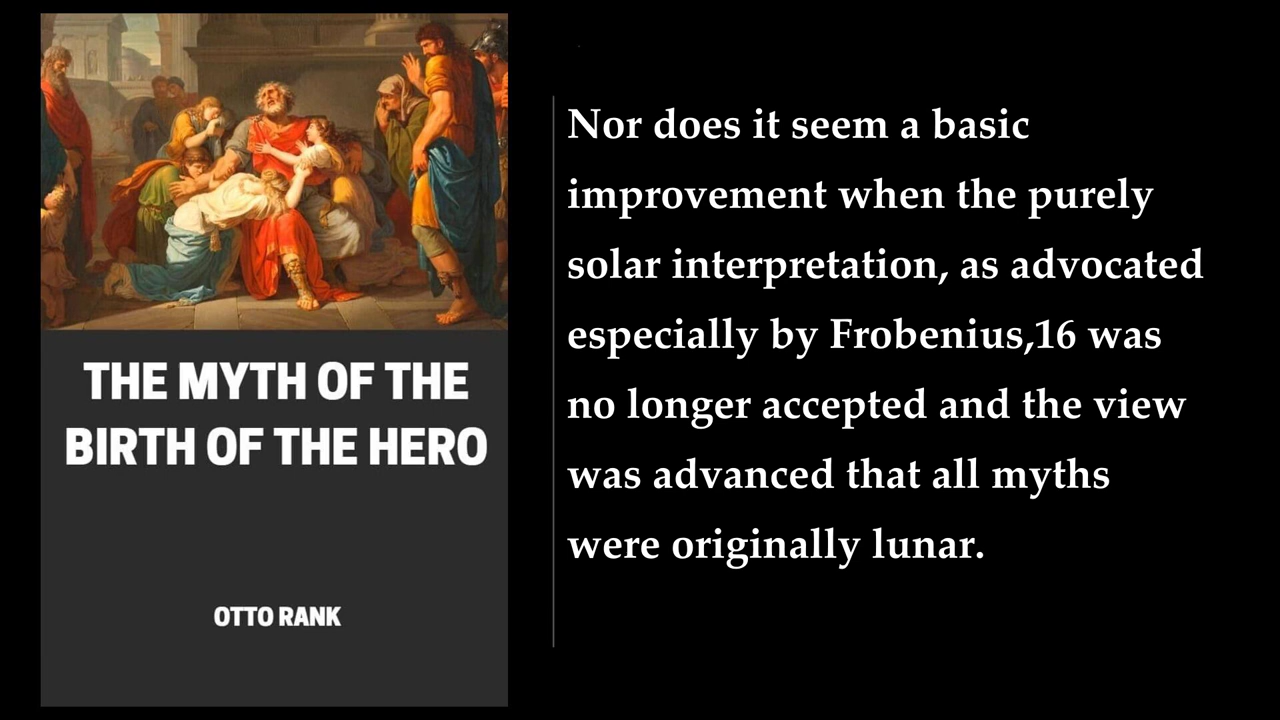 THE MYTH OF THE
BIRTH OF THE HERO
OTTO RANK
Nor does it seem a basic
improvement when the purely
solar interpretation, as advocated
especially by Frobenius,16 was
no longer accepted and the view
was advanced that all myths
were originally lunar.